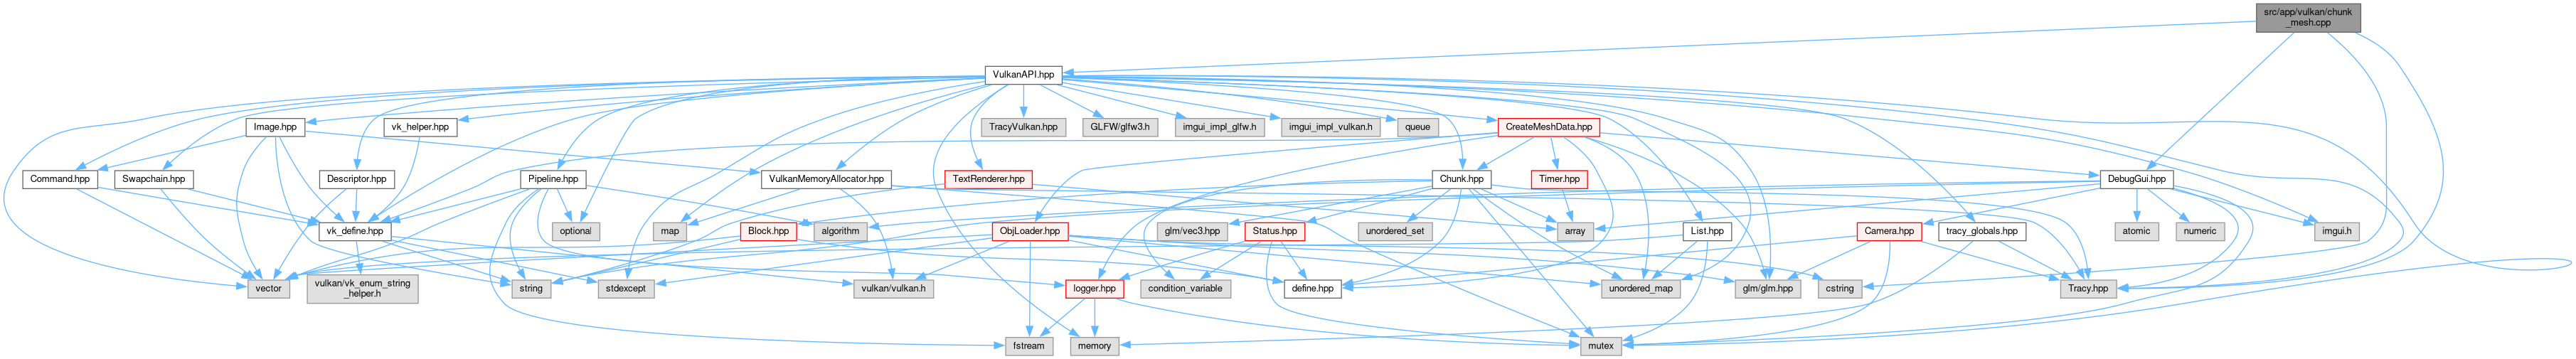 src/app/vulkan/chunk
_mesh.cpp
VulkanAPI.hpp
Image.hpp
vk_helper.hpp
TracyVulkan.hpp
GLFW/glfw3.h
imgui_impl_glfw.h
imgui_impl_vulkan.h
queue
CreateMeshData.hpp
Command.hpp
Swapchain.hpp
Descriptor.hpp
Pipeline.hpp
VulkanMemoryAllocator.hpp
TextRenderer.hpp
Chunk.hpp
Timer.hpp
DebugGui.hpp
vk_define.hpp
optional
map
algorithm
Block.hpp
ObjLoader.hpp
glm/vec3.hpp
Status.hpp
unordered_set
array
List.hpp
Camera.hpp
tracy_globals.hpp
atomic
numeric
imgui.h
vector
vulkan/vk_enum_string
_helper.h
string
stdexcept
vulkan/vulkan.h
logger.hpp
condition_variable
define.hpp
unordered_map
glm/glm.hpp
cstring
Tracy.hpp
fstream
memory
mutex